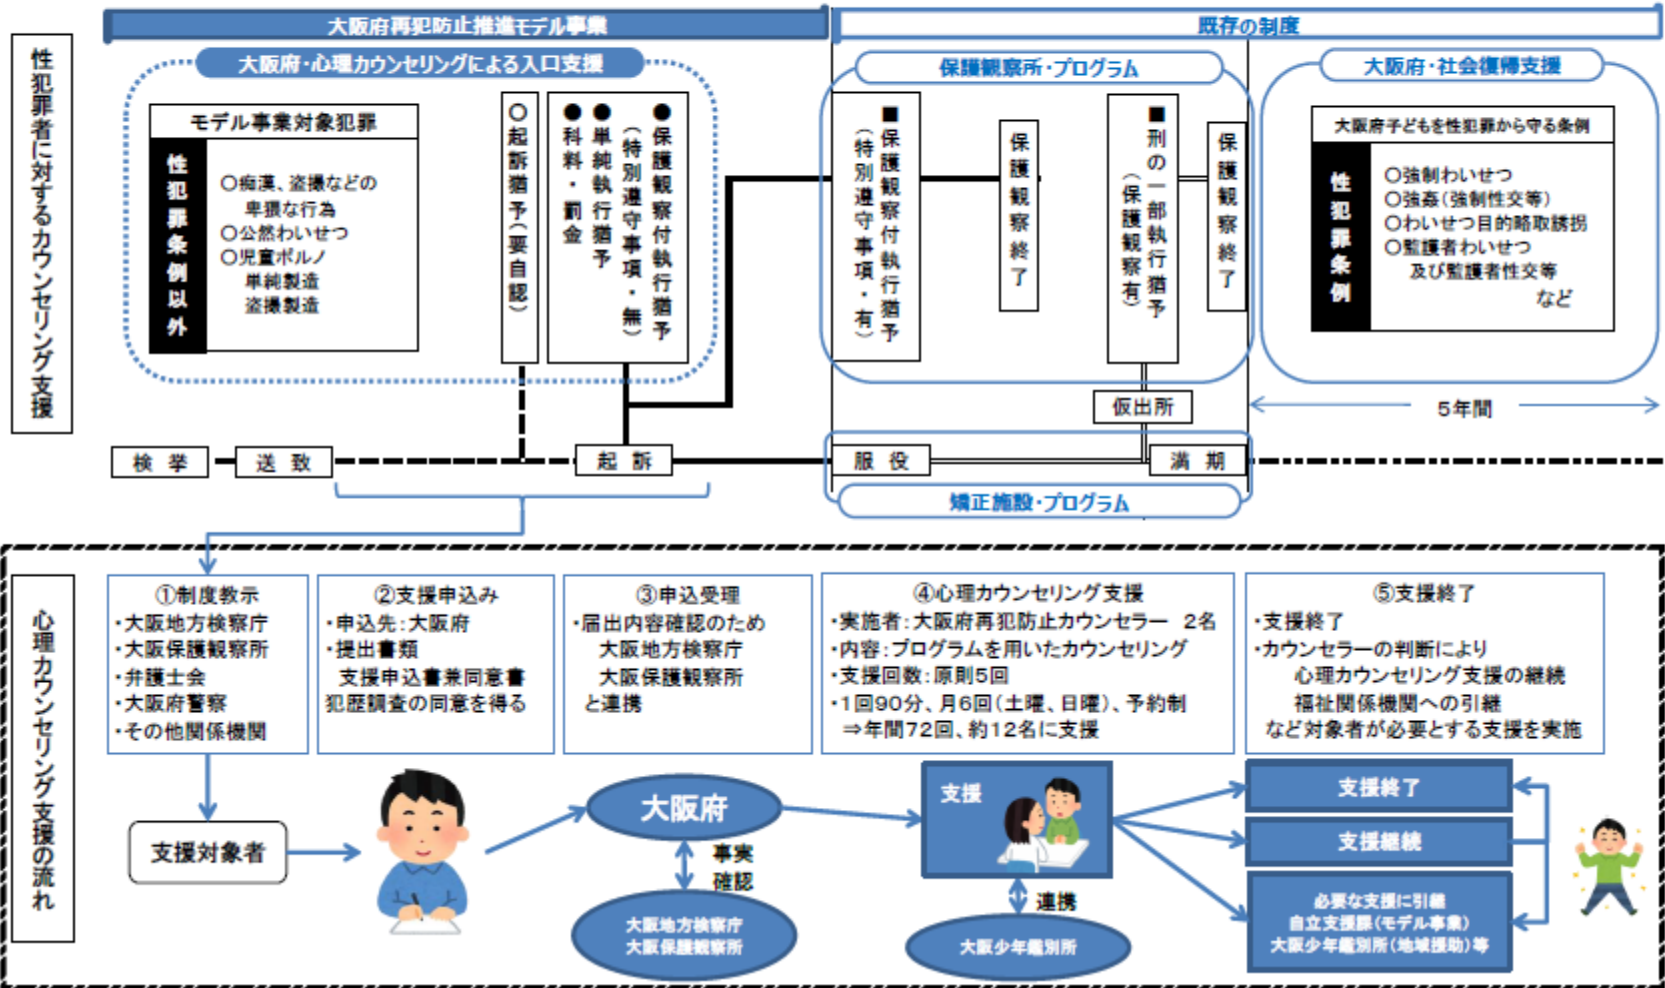 大阪府再犯防止推進モデル事業
既存の制度
性犯罪者に対するカウンセリング支援
大阪府・心理カウンセリングによる入口支援
モデル事業対象犯罪
性犯罪条例以外
○痴漢、盗撮などの
卑猥な行為
○公然わいせつ
○児童ポルノ
単純製造
盗撮製造
○起訴猶予(要自認)
●保護観察付執行猶予
(特別遵守事項・無)
●単純執行猶予
●科料・罰金
保護観察所・プログラム
■保護観察付執行猶予
(特別遵守事項・有)
保護観察終了
■刑の一部執行猶予
(保護観察有)
保護観察終了
大阪府・社会復帰支援
大阪府子どもを性犯罪から守る条例
性犯罪条例
○強制わいせつ
○強姦(強制性交等)
○わいせつ目的略取誘拐
○監護者わいせつ
及び監護者性交等
など
仮出所
5年間
検挙
送致
起訴
服役
満期
矯正施設・プログラム
心理カウンセリング支援の流れ
①制度教示
・大阪地方検察庁
・大阪保護観察所
・弁護士会
・大阪府警察
・その他関係機関
②支援申込み
・申込先:大阪府
・提出書類
支援申込書兼同意書
犯歴調査の同意を得る
③申込受理
・届出内容確認のため
大阪地方検察庁
大阪保護観察所
と連携
④心理カウンセリング支援
・実施者:大阪府再犯防止カウンセラー 2名
・内容:プログラムを用いたカウンセリング
・支援回数:原則5回
・1回90分、月6回(土曜、日曜)、予約制
⇒年間72回、約12名に支援
⑤支援終了
・支援終了
・カウンセラーの判断により
心理カウンセリング支援の継続
福祉関係機関への引継
など対象者が必要とする支援を実施
支援対象者
大阪府
事実
確認
大阪地方検察庁
大阪保護観察所
支援
連携
大阪少年鑑別所
支援終了
支援継続
必要な支援に引継
自立支援課(モデル事業)
大阪少年鑑別所(地域援助)等